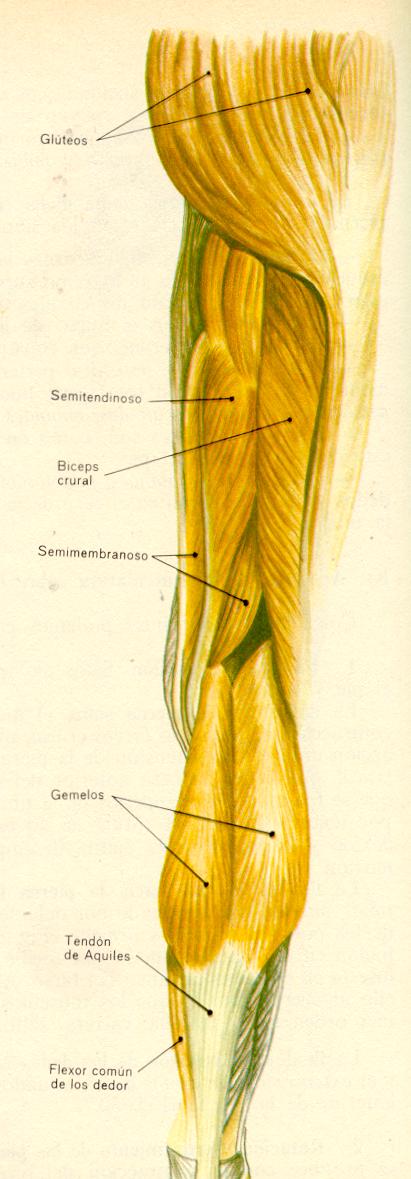 Glúteos
Semitendinoso
Biceps
crural
Semimembranoso
Gemelos
Tendón
de Aquiles
Flexor común
de los dedor